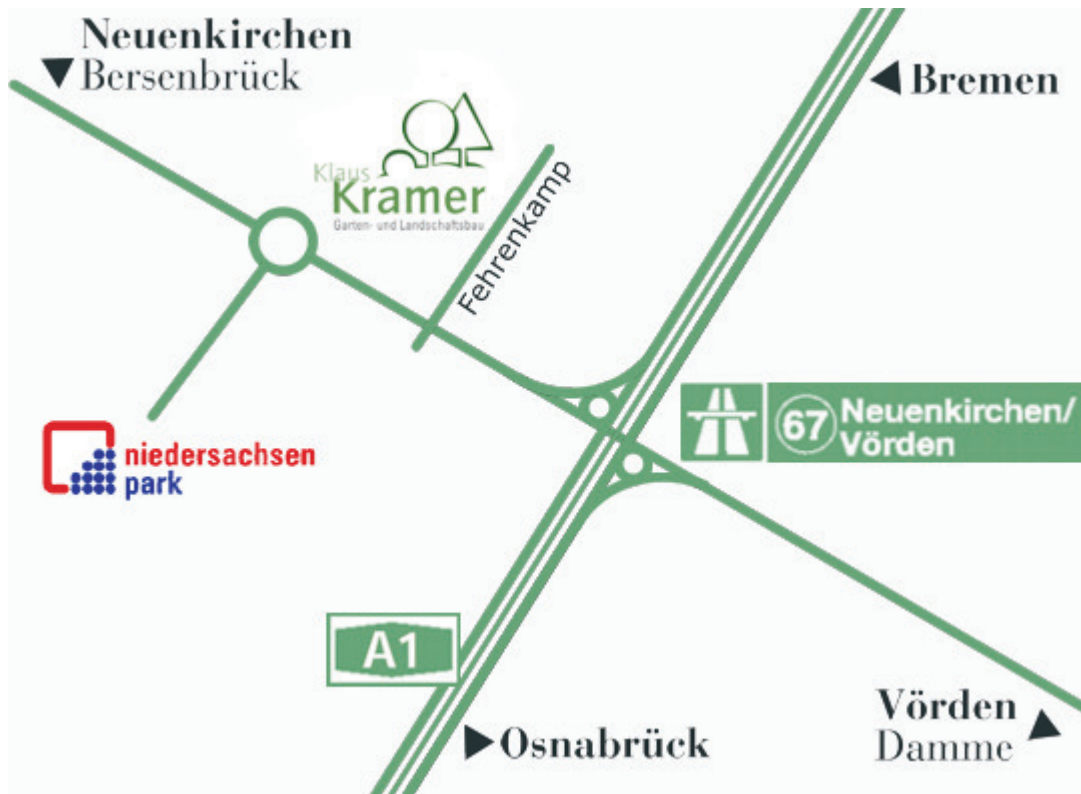 Neuenkirchen
Bersenbrück
Bremen
Klaus
Kramer
Garten- und Landschaftsbau
Fehrenkamp
67 Neuenkirchen/
Vörden
niedersachsen
park
A1
Osnabrück
Vörden
Damme